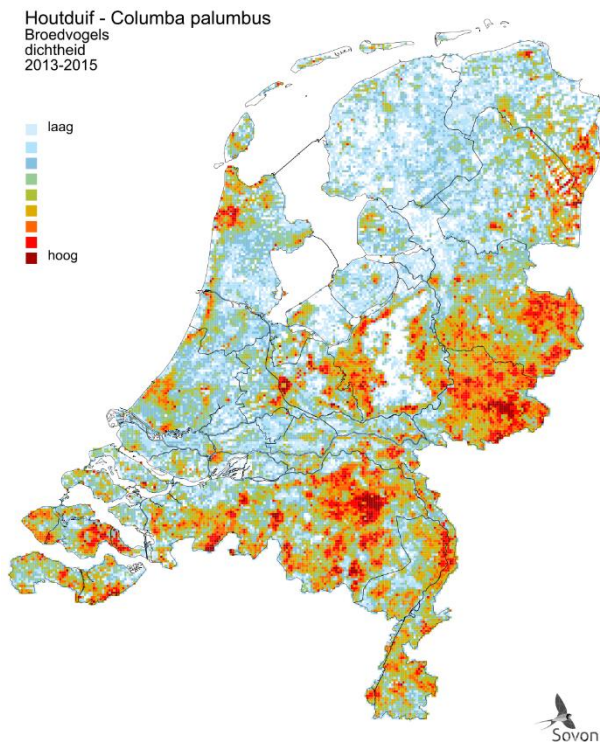 Houtduif - Columba palumbus
Broedvogels
dichtheid
2013-2015
laag
hoog
Sovon